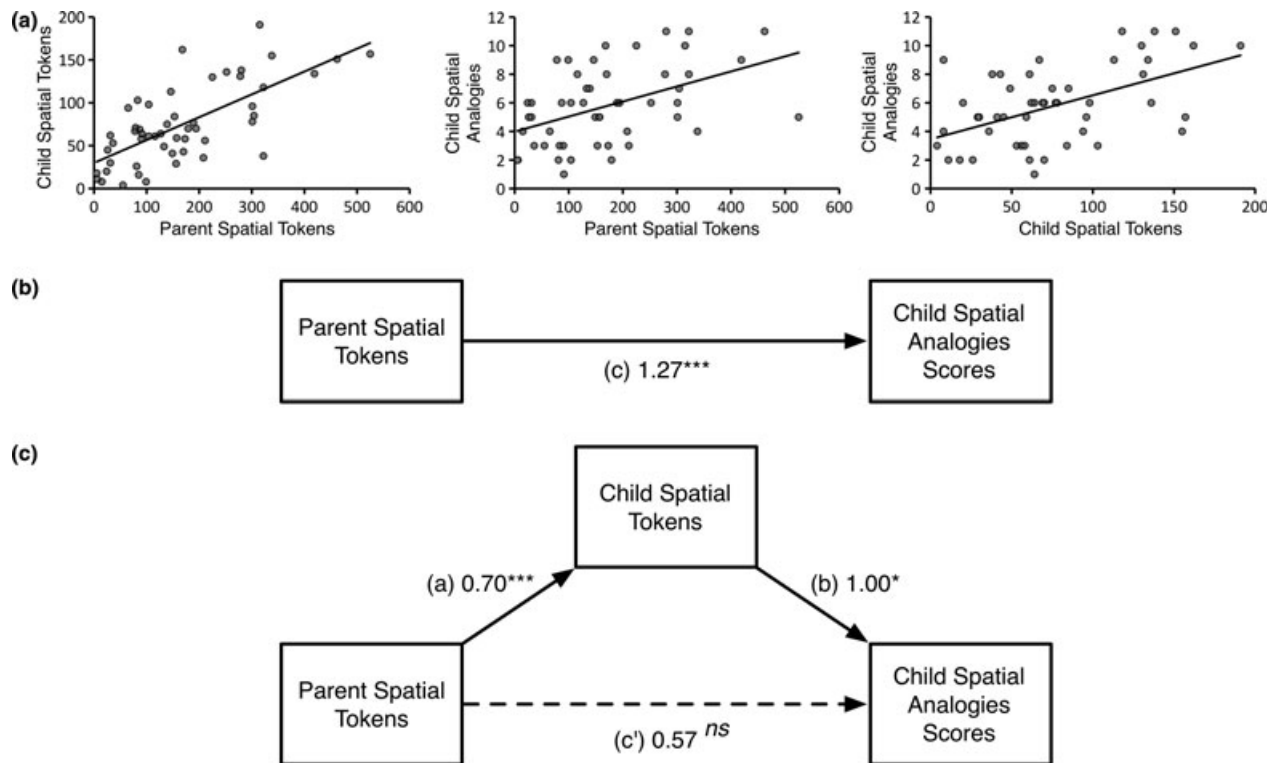 (a)
200
150
100
50
0
Child Spatial Tokens
0 100 200 300 400 500 600
Parent Spatial Tokens
12
10
8
6
4
2
0
Child Spatial
Analogies
0 100 200 300 400 500 600
Parent Spatial Tokens
12
10
8
6
4
2
0
Child Spatial
Analogies
0 50 100 150 200
Child Spatial Tokens
(b)
Parent Spatial
Tokens
(c) 1.27***
Child Spatial
Analogies
Scores
(c)
Child Spatial
Tokens
(a) 0.70***
(b) 1.00*
Parent Spatial
Tokens
(c') 0.57 ns
Child Spatial
Analogies
Scores